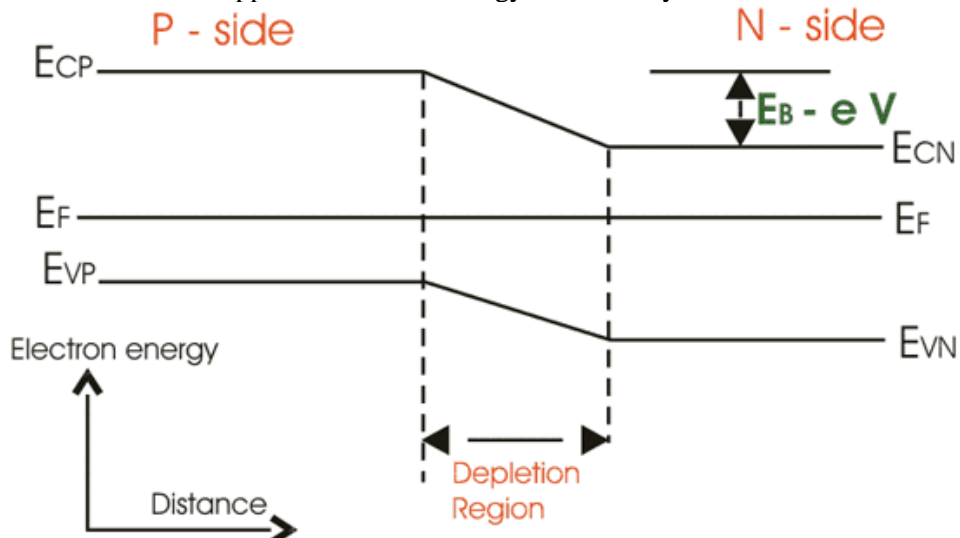 P - side
N - side
ECP
EB - e V
ECN
EF
EF
EVP
EVN
Electron energy
Depletion
Region
Distance